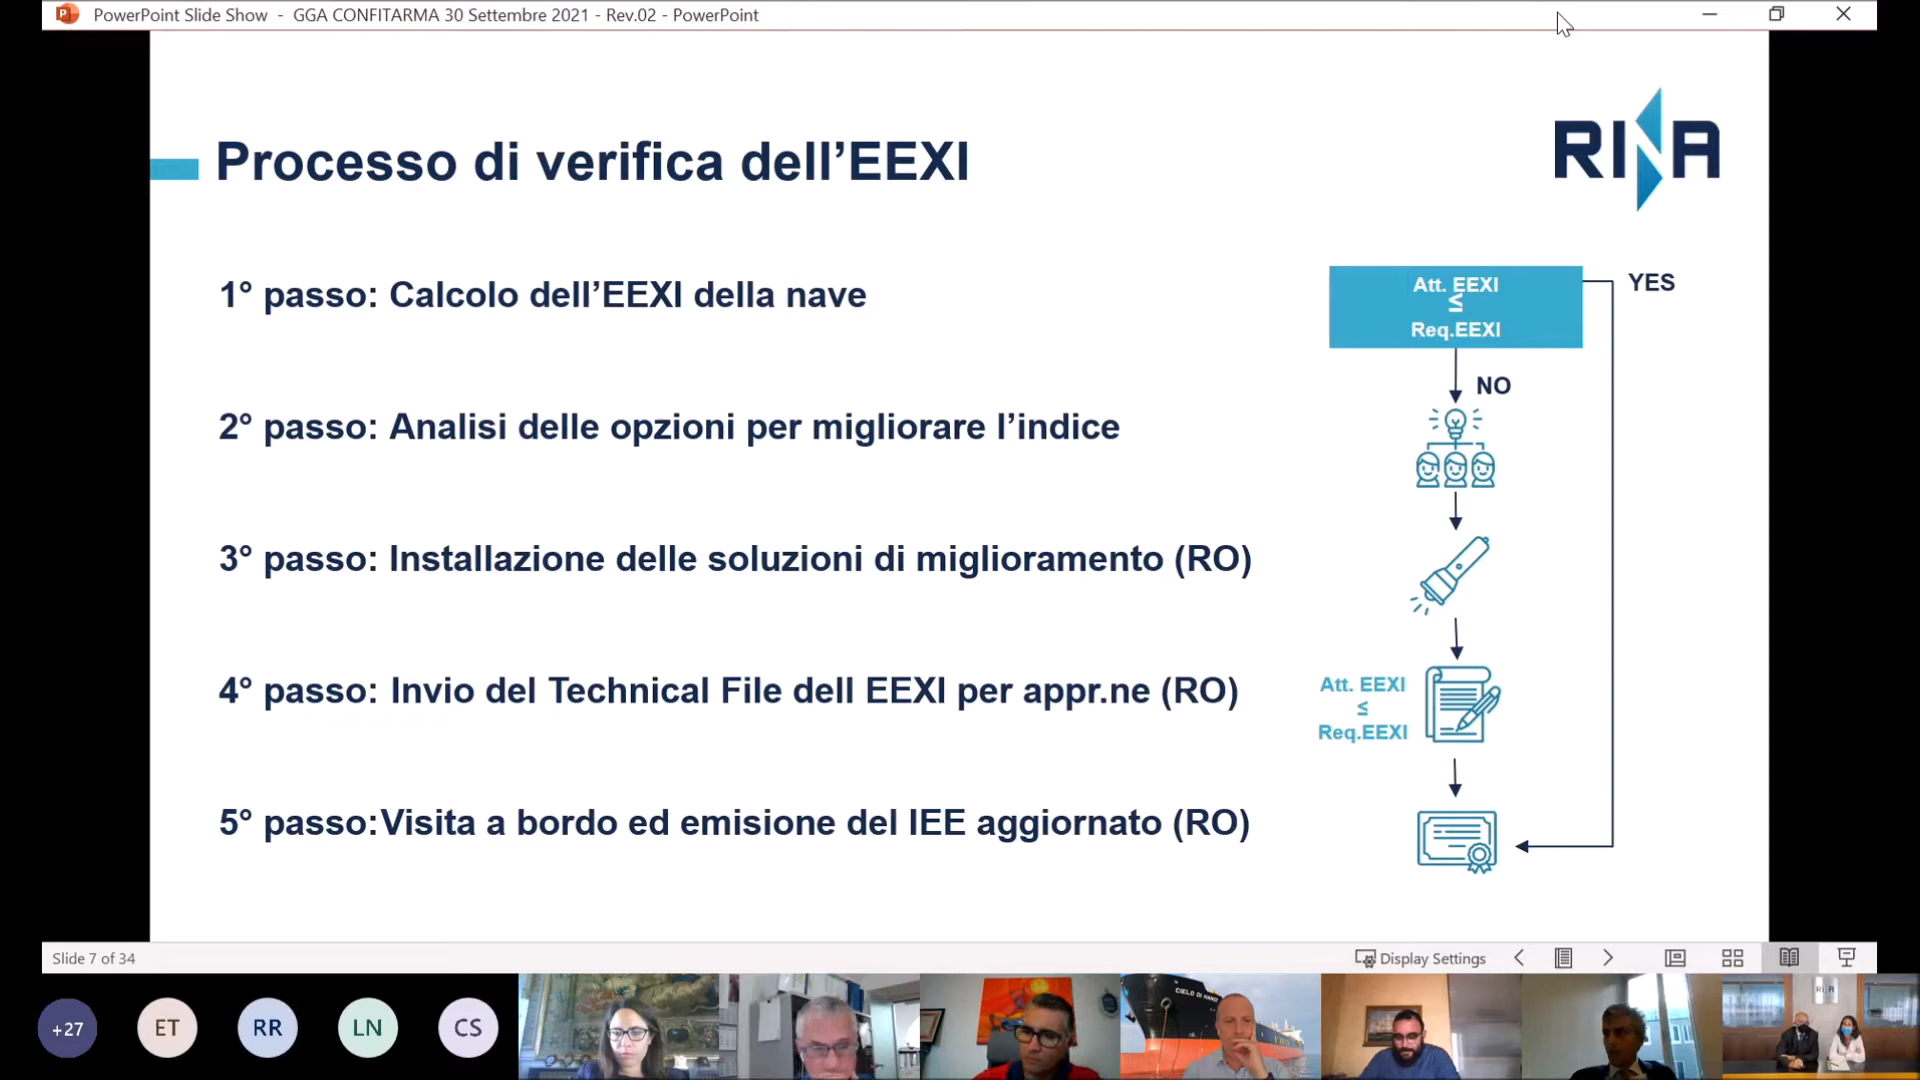 PowerPoint Slide Show - GGA CONFITARMA 30 Settembre 2021 - Rev.02 - PowerPoint
RINA
Processo di verifica dell’EEXI
1° passo: Calcolo dell’EEXI della nave
Att. EEXI
≤
Req.EEXI
YES
NO
2° passo: Analisi delle opzioni per migliorare l’indice
3° passo: Installazione delle soluzioni di miglioramento (RO)
4° passo: Invio del Technical File dell EEXI per appr.ne (RO)
Att. EEXI
≤
Req.EEXI
5° passo:Visita a bordo ed emisione del IEE aggiornato (RO)
Slide 7 of 34
Display Settings
+27
ET
RR
LN
CS
CIELO DI
RINA